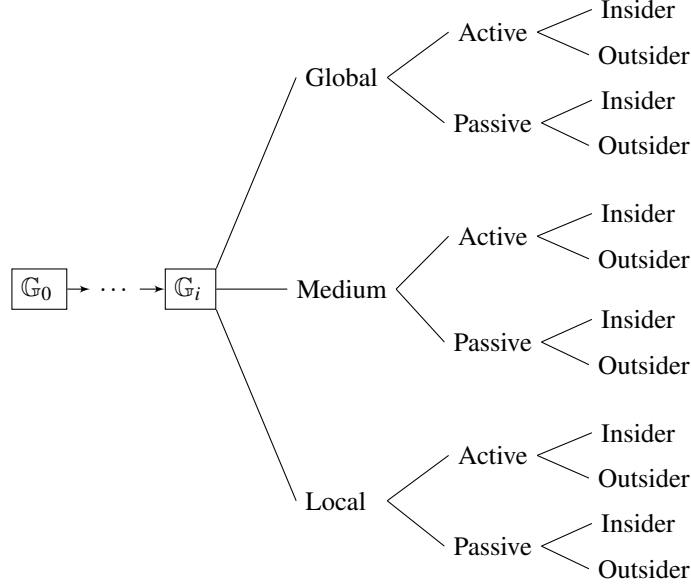 Insider
Active
Outsider
Global
Insider
Passive
Outsider
Insider
Active
Outsider
𝔾₀ ··· 𝔾ᵢ Medium
Insider
Passive
Outsider
Insider
Active
Outsider
Local
Insider
Passive
Outsider